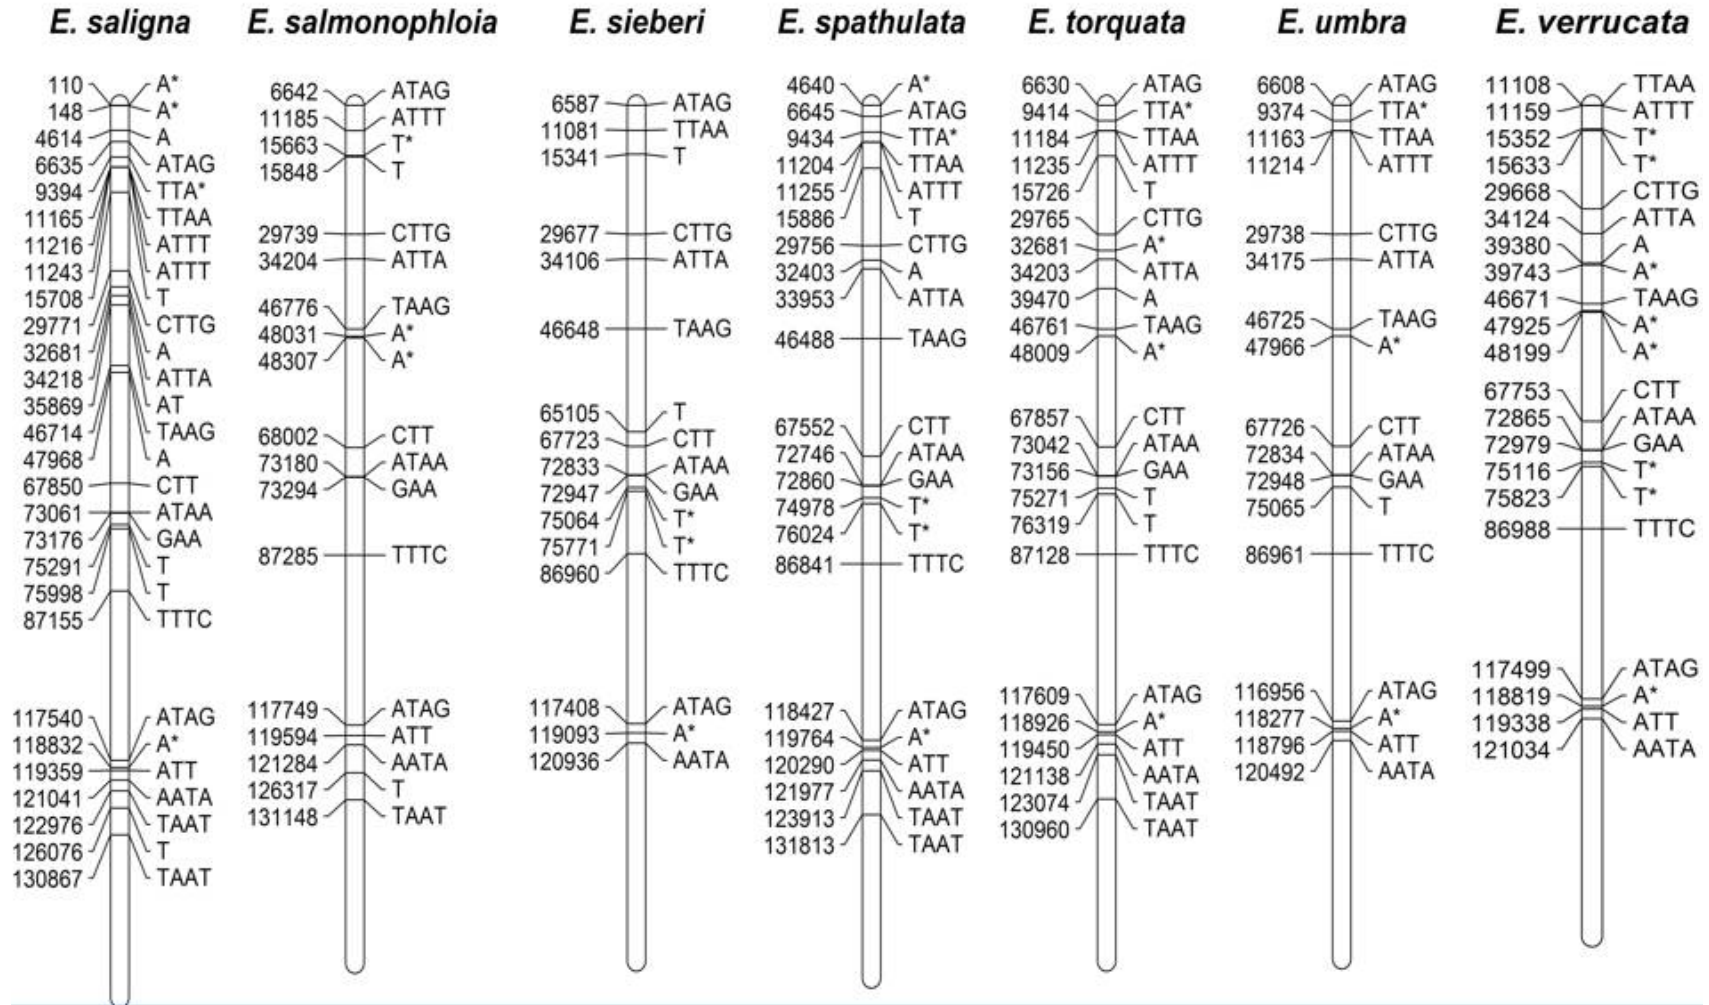 E. saligna
110 A*
148 A*
4614 A
6635 ATAG
9394 TTA*
11165 TTAA
11216 ATTT
11243 ATTT
15708 T
29771 CTTG
32681 A
34218 ATTA
35869 AT
46714 TAAG
47968 A
67850 CTT
73061 ATAA
73176 GAA
75291 T
75998 T
87155 TTTC
117540 ATAG
118832 A*
119359 ATT
121041 AATA
122976 TAAT
126076 T
130867 TAAT
E. salmonophloia
6642 ATAG
11185 ATTT
15663 T*
15848 T
29739 CTTG
34204 ATTA
46776 TAAG
48031 A*
48307 A*
68002 CTT
73180 ATAA
73294 GAA
87285 TTTC
117749 ATAG
119594 ATT
121284 AATA
126317 T
131148 TAAT
E. sieberi
6587 ATAG
11081 TTAA
15341 T
29677 CTTG
34106 ATTA
46648 TAAG
65105 T
67723 CTT
72833 ATAA
72947 GAA
75064 T*
75771 T*
86960 TTTC
117408 ATAG
119093 A*
120936 AATA
E. spathulata
4640 A*
6645 ATAG
9434 TTA*
11204 TTAA
11255 ATTT
15886 T
29756 CTTG
32403 A
33953 ATTA
46488 TAAG
67552 CTT
72746 ATAA
72860 GAA
74978 T*
76024 T*
86841 TTTC
118427 ATAG
119764 A*
120290 ATT
121977 AATA
123913 TAAT
131813 TAAT
E. torquata
6630 ATAG
9414 TTA*
11184 TTAA
11235 ATTT
15726 T
29765 CTTG
32681 A*
34203 ATTA
39470 A
46761 TAAG
48009 A*
67857 CTT
73042 ATAA
73156 GAA
75271 T
76319 T
87128 TTTC
117609 ATAG
118926 A*
119450 ATT
121138 AATA
123074 TAAT
130960 TAAT
E. umbra
6608 ATAG
9374 TTA*
11163 TTAA
11214 ATTT
29738 CTTG
34175 ATTA
46725 TAAG
47966 A*
67726 CTT
72834 ATAA
72948 GAA
75065 T
86961 TTTC
116956 ATAG
118277 A*
118796 ATT
120492 AATA
E. verrucata
11108 TTAA
11159 ATTT
15352 T*
15633 T*
29668 CTTG
34124 ATTA
39380 A
39743 A*
46671 TAAG
47925 A*
48199 A*
67753 CTT
72865 ATAA
72979 GAA
75116 T*
75823 T*
86988 TTTC
117499 ATAG
118819 A*
119338 ATT
121034 AATA